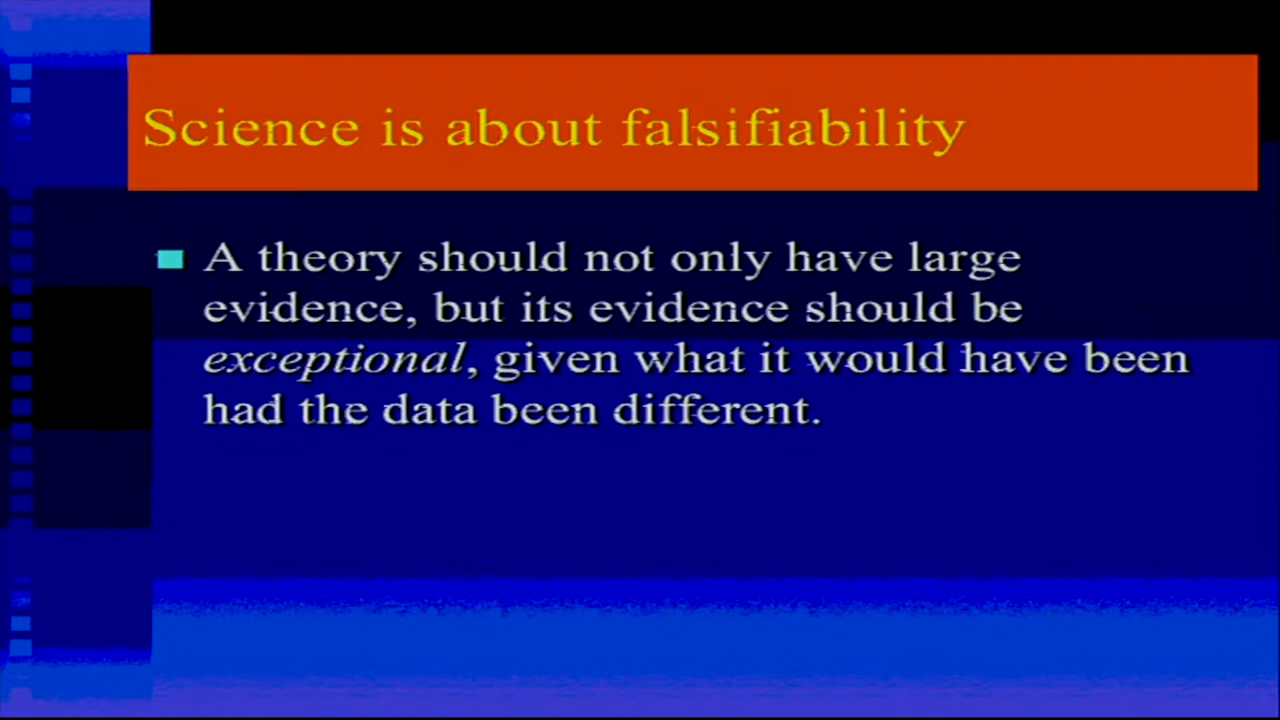 Science is about falsifiability
A theory should not only have large
evidence, but its evidence should be
exceptional, given what it would have been
had the data been different.